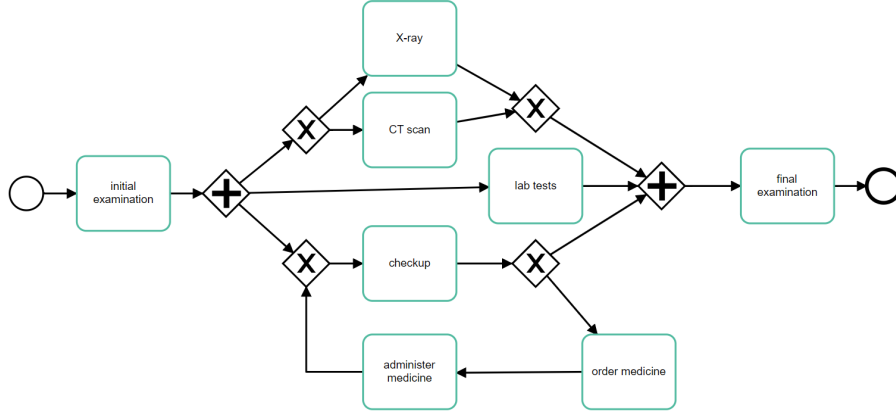 X-ray
CT scan
initial
examination
lab tests
final
examination
checkup
administer
medicine
order medicine